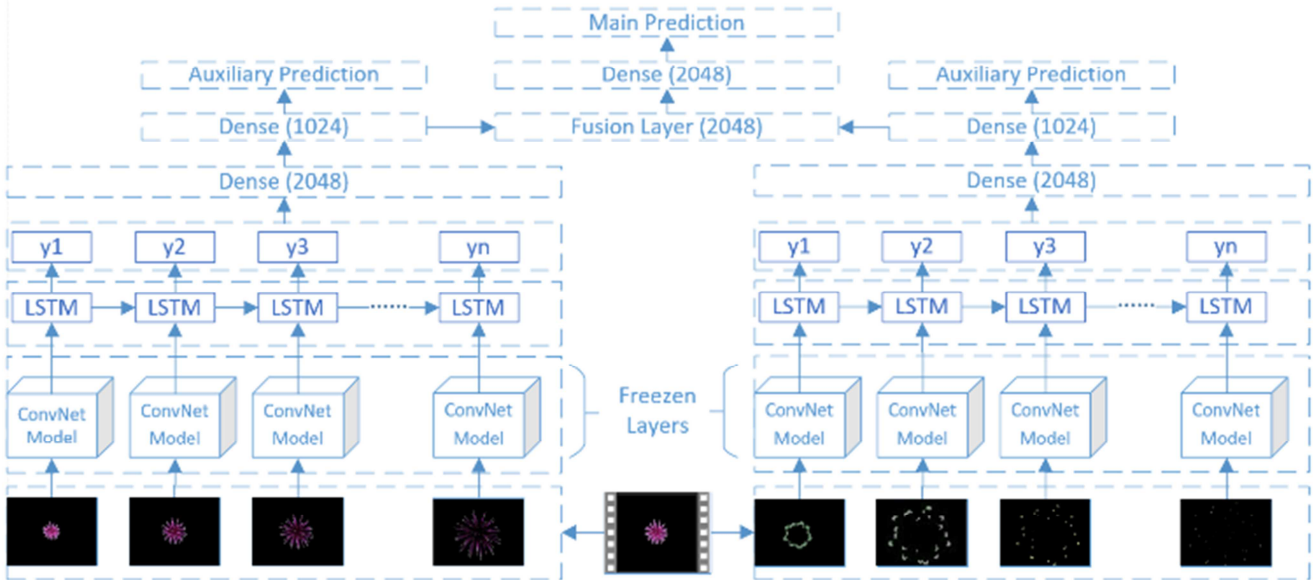 Main Prediction
Auxiliary Prediction
Dense (2048)
Auxiliary Prediction
Dense (1024)
Fusion Layer (2048)
Dense (1024)
Dense (2048)
Dense (2048)
y1 y2 y3 yn
y1 y2 y3 yn
LSTM LSTM LSTM ...... LSTM
LSTM LSTM LSTM ...... LSTM
ConvNet
Model
ConvNet
Model
ConvNet
Model
ConvNet
Model
Freezen
Layers
ConvNet
Model
ConvNet
Model
ConvNet
Model
ConvNet
Model